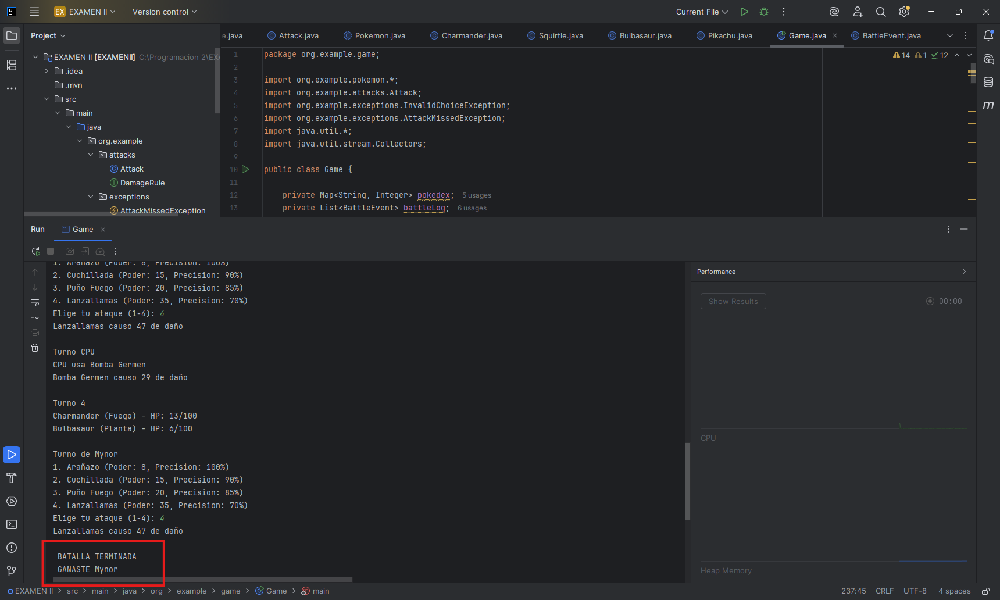 EX EXAMEN II Version control Current File
Project
e.java Attack.java Pokemon.java Charmander.java Squirtle.java Bulbasaur.java Pikachu.java Game.java BattleEvent.java
EXAMEN II [EXAMENII] C:\Programacion 2\EXA
.idea
.mvn
src
main
java
org.example
attacks
Attack
DamageRule
exceptions
AttackMissedException
14 1 12
1 package org.example.game;
2
3 import org.example.pokemon.*;
4 import org.example.attacks.Attack;
5 import org.example.exceptions.InvalidChoiceException;
6 import org.example.exceptions.AttackMissedException;
7 import java.util.*;
8 import java.util.stream.Collectors;
9
10 public class Game {
11
12 private Map<String, Integer> pokedex; 5 usages
13 private List<BattleEvent> battleLog; 6 usages
Run Game
1. Arañazo (Poder: 8, Precision: 100%)
2. Cuchillada (Poder: 15, Precision: 90%)
3. Puño Fuego (Poder: 20, Precision: 85%)
4. Lanzallamas (Poder: 35, Precision: 70%)
Elige tu ataque (1-4): 4
Lanzallamas causo 47 de daño
Turno CPU
CPU usa Bomba Germen
Bomba Germen causo 29 de daño
Turno 4
Charmander (Fuego) - HP: 13/100
Bulbasaur (Planta) - HP: 6/100
Turno de Mynor
1. Arañazo (Poder: 8, Precision: 100%)
2. Cuchillada (Poder: 15, Precision: 90%)
3. Puño Fuego (Poder: 20, Precision: 85%)
4. Lanzallamas (Poder: 35, Precision: 70%)
Elige tu ataque (1-4): 4
Lanzallamas causo 47 de daño
BATALLA TERMINADA
GANASTE Mynor
Performance
Show Results 00:00
CPU
Heap Memory
EXAMEN II > src > main > java > org > example > game > Game > main
237:45 CRLF UTF-8 4 spaces